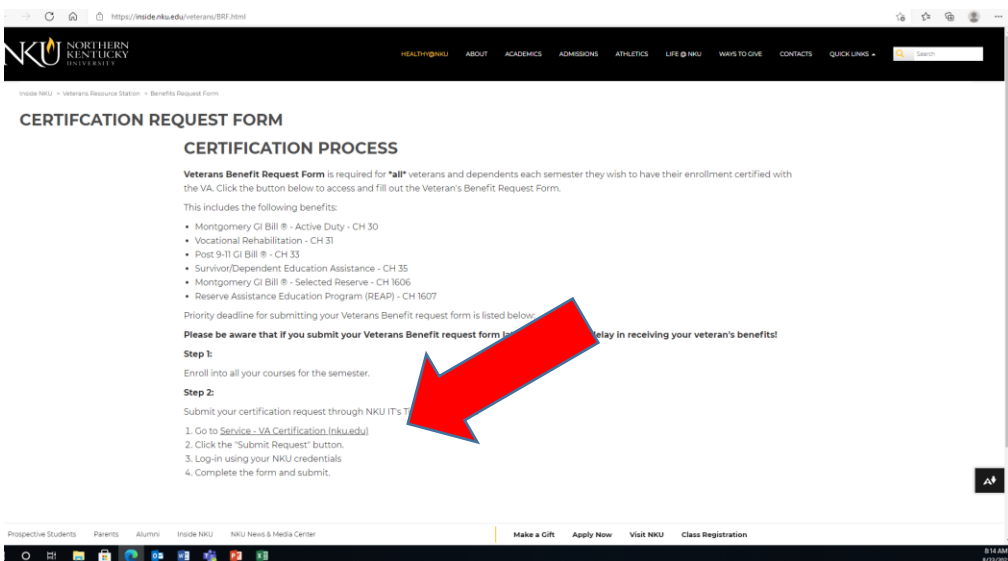 https://inside.nku.edu/veterans/BRF.html
NKU NORTHERN KENTUCKY UNIVERSITY
HEALTHY@NKU ABOUT ACADEMICS ADMISSIONS ATHLETICS LIFE @ NKU WAYS TO GIVE CONTACTS QUICK LINKS Search
Inside NKU > Veterans Resource Station > Benefits Request Form
CERTIFCATION REQUEST FORM
CERTIFICATION PROCESS
Veterans Benefit Request Form is required for *all* veterans and dependents each semester they wish to have their enrollment certified with
the VA. Click the button below to access and fill out the Veteran's Benefit Request Form.
This includes the following benefits:
• Montgomery GI Bill ® - Active Duty - CH 30
• Vocational Rehabilitation - CH 31
• Post 9-11 GI Bill ® - CH 33
• Survivor/Dependent Education Assistance - CH 35
• Montgomery GI Bill ® - Selected Reserve - CH 1606
• Reserve Assistance Education Program (REAP) - CH 1607
Priority deadline for submitting your Veterans Benefit request form is listed below:
Please be aware that if you submit your Veterans Benefit request form in receiving your veteran's benefits!
Step 1:
Enroll into all your courses for the semester.
Step 2:
Submit your certification request through NKU IT's
1. Go to Service - VA Certification (nku.edu)
2. Click the "Submit Request" button.
3. Log-in using your NKU credentials
4. Complete the form and submit.
Prospective Students Parents Alumni Inside NKU NKU News & Media Center Make a Gift Apply Now Visit NKU Class Registration
8:14 AM